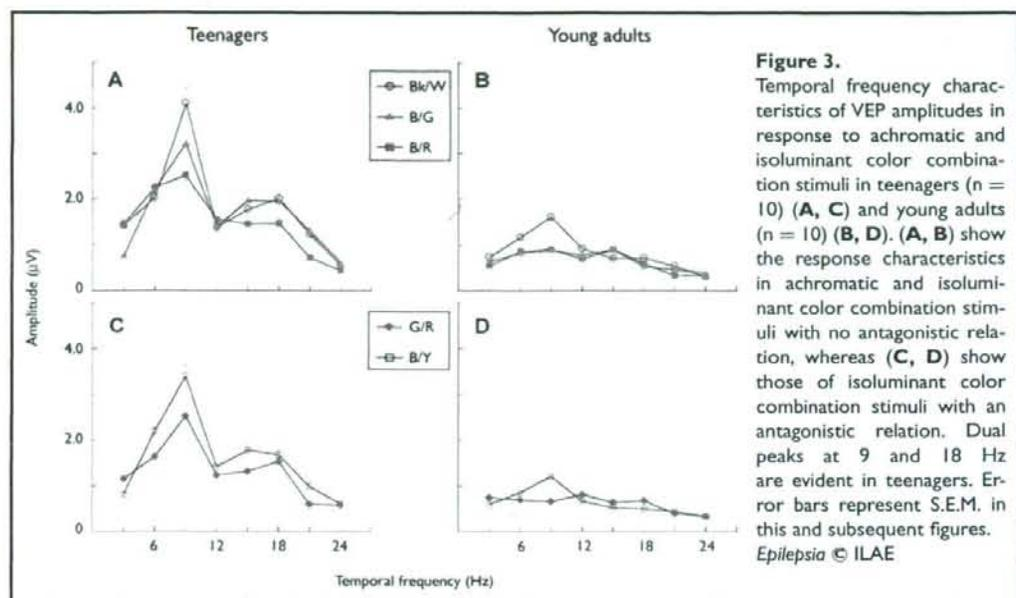 Teenagers
Young adults
A
Bk/W
B/G
B/R
B
4.0
2.0
0
C
G/R
B/Y
D
4.0
2.0
0
Amplitude (μV)
6
12
18
24
6
12
18
24
Temporal frequency (Hz)
Figure 3.
Temporal frequency charac-
teristics of VEP amplitudes in
response to achromatic and
isoluminant color combina-
tion stimuli in teenagers (n =
10) (A, C) and young adults
(n = 10) (B, D). (A, B) show
the response characteristics
in achromatic and isolumi-
nant color combination stim-
uli with no antagonistic rela-
tion, whereas (C, D) show
those of isoluminant color
combination stimuli with an
antagonistic relation. Dual
peaks at 9 and 18 Hz
are evident in teenagers. Er-
ror bars represent S.E.M. in
this and subsequent figures.
Epilepsia © ILAE